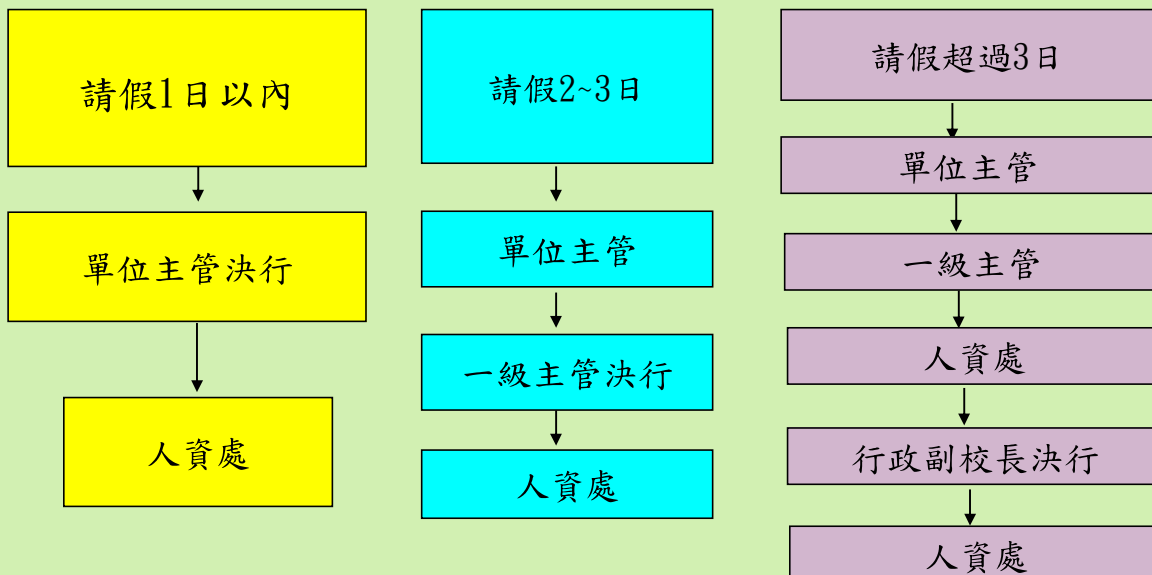 請假1日以內
單位主管決行
人資處
請假2~3日
單位主管
一級主管決行
人資處
請假超過3日
單位主管
一級主管
人資處
行政副校長決行
人資處